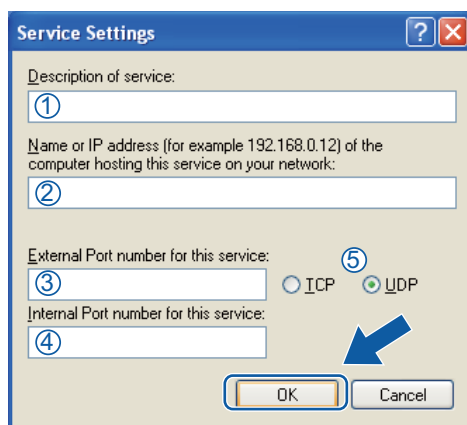 Service Settings
?
Description of service:
①
Name or IP address (for example 192.168.0.12) of the
computer hosting this service on your network:
②
External Port number for this service:
⑤
③
TCP
UDP
Internal Port number for this service:
④
OK
Cancel